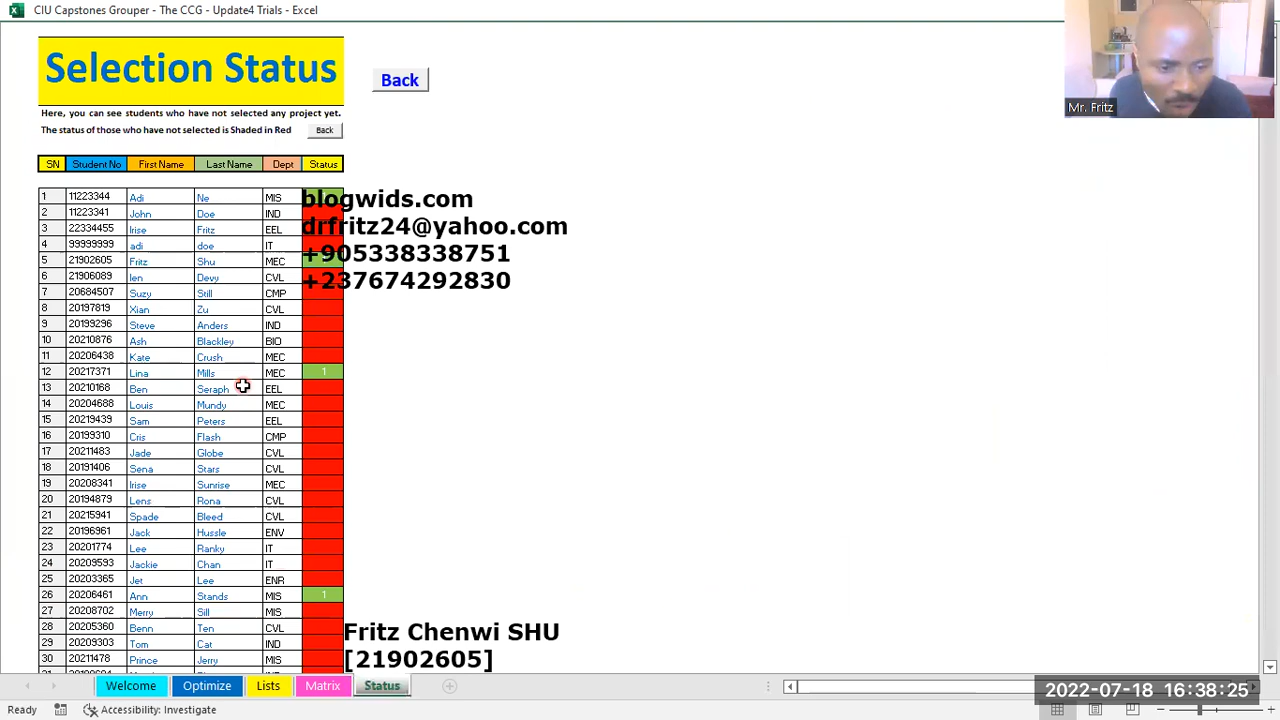 CIU Capstones Grouper - The CCG - Update4 Trials - Excel
Selection Status
Back
Mr. Fritz
Here, you can see students who have not selected any project yet.
The status of those who have not selected is Shaded in Red
Back
SN Student No First Name Last Name Dept Status
1 11223344 Adi Ne MIS
2 11223341 John Doe IND
3 22334455 Irise Fritz EEL
4 99999999 adi doe IT
5 21902605 Fritz Shu MEC
6 21906089 Ien Devy CVL
7 20684507 Suzy Still CMP
8 20197819 Xian Zu CVL
9 20199296 Steve Anders IND
10 20210876 Ash Blackley BIO
11 20206438 Kate Crush MEC
12 20217371 Lina Mills MEC 1
13 20210168 Ben Seraph EEL
14 20204688 Louis Mundy MEC
15 20219439 Sam Peters EEL
16 20199310 Cris Flash CMP
17 20211483 Jade Globe CVL
18 20191406 Sena Stars CVL
19 20208341 Irise Sunrise MEC
20 20194879 Lens Rona CVL
21 20215941 Spade Bleed CVL
22 20196961 Jack Hussle ENV
23 20201774 Lee Ranky IT
24 20209593 Jackie Chan IT
25 20203365 Jet Lee ENR
26 20206461 Ann Stands MIS 1
27 20208702 Merry Sill MIS
28 20205360 Benn Ten CVL
29 20209303 Tom Cat IND
30 20211478 Prince Jerry MIS
blogwids.com
drfritz24@yahoo.com
+905338338751
+237674292830
Fritz Chenwi SHU
[21902605]
Welcome Optimize Lists Matrix Status
2022-07-18 16:38:25
Ready Accessibility: Investigate